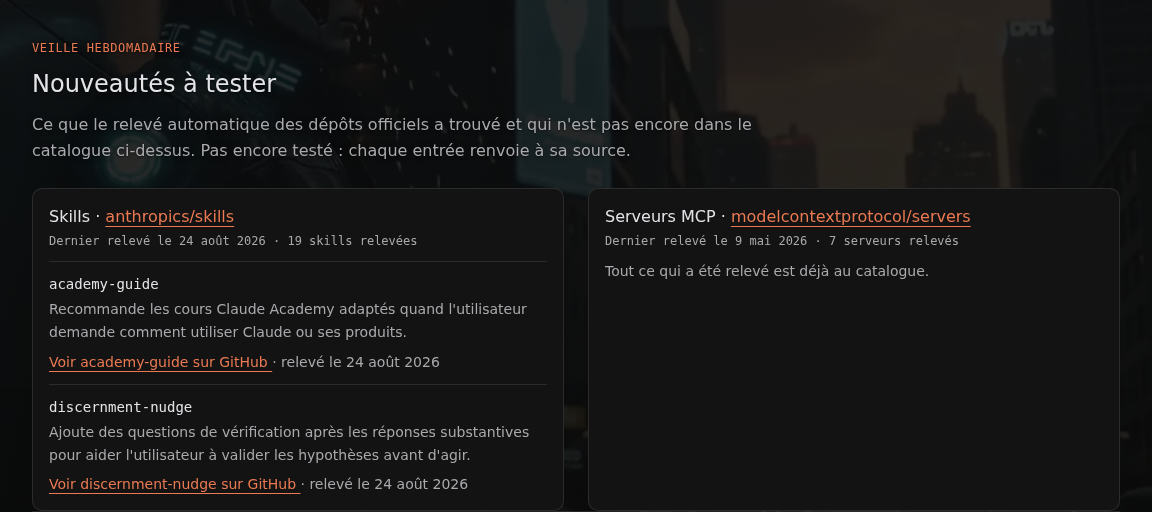 VEILLE HEBDOMADAIRE
Nouveautés à tester
Ce que le relevé automatique des dépôts officiels a trouvé et qui n'est pas encore dans le
catalogue ci-dessus. Pas encore testé : chaque entrée renvoie à sa source.
Skills · anthropics/skills
Dernier relevé le 24 août 2026 · 19 skills relevées
academy-guide
Recommande les cours Claude Academy adaptés quand l'utilisateur
demande comment utiliser Claude ou ses produits.
Voir academy-guide sur GitHub · relevé le 24 août 2026
discernment-nudge
Ajoute des questions de vérification après les réponses substantives
pour aider l'utilisateur à valider les hypothèses avant d'agir.
Voir discernment-nudge sur GitHub · relevé le 24 août 2026
Serveurs MCP · modelcontextprotocol/servers
Dernier relevé le 9 mai 2026 · 7 serveurs relevés
Tout ce qui a été relevé est déjà au catalogue.